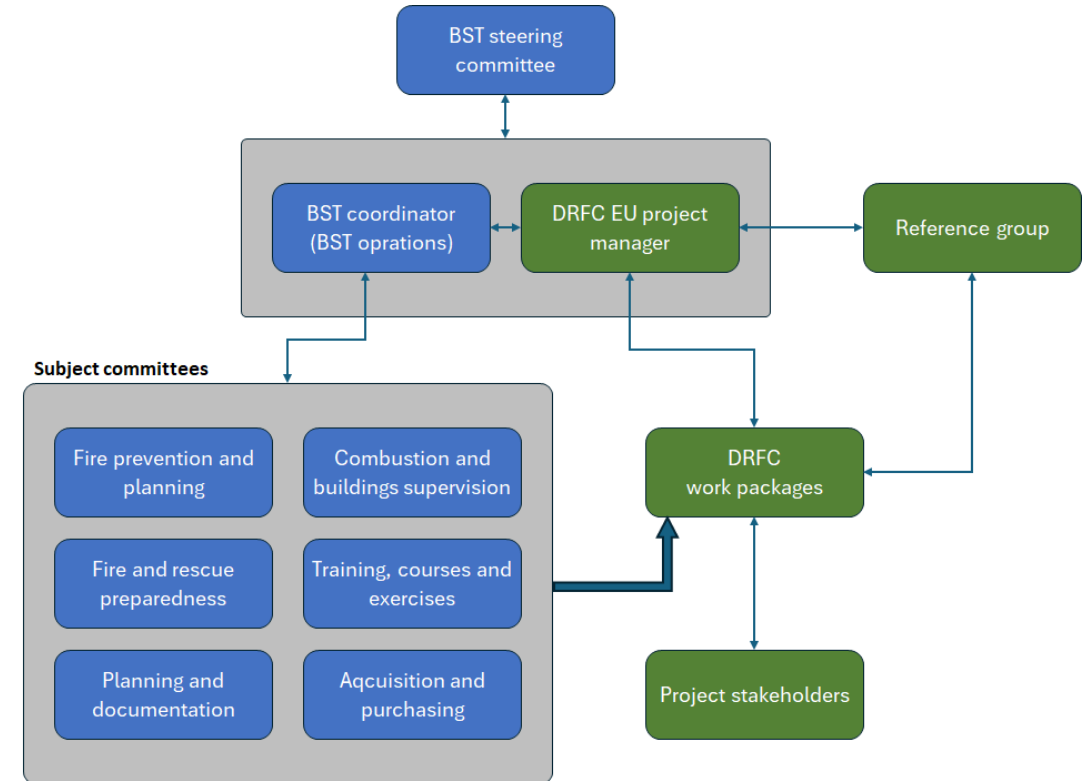 BST steering
committee
BST coordinator
(BST oprations)
DRFC EU project
manager
Reference group
Subject committees
Fire prevention and
planning
Combustion and
buildings supervision
DRFC
work packages
Fire and rescue
preparedness
Training, courses and
exercises
Planning and
documentation
Aqcuisition and
purchasing
Project stakeholders